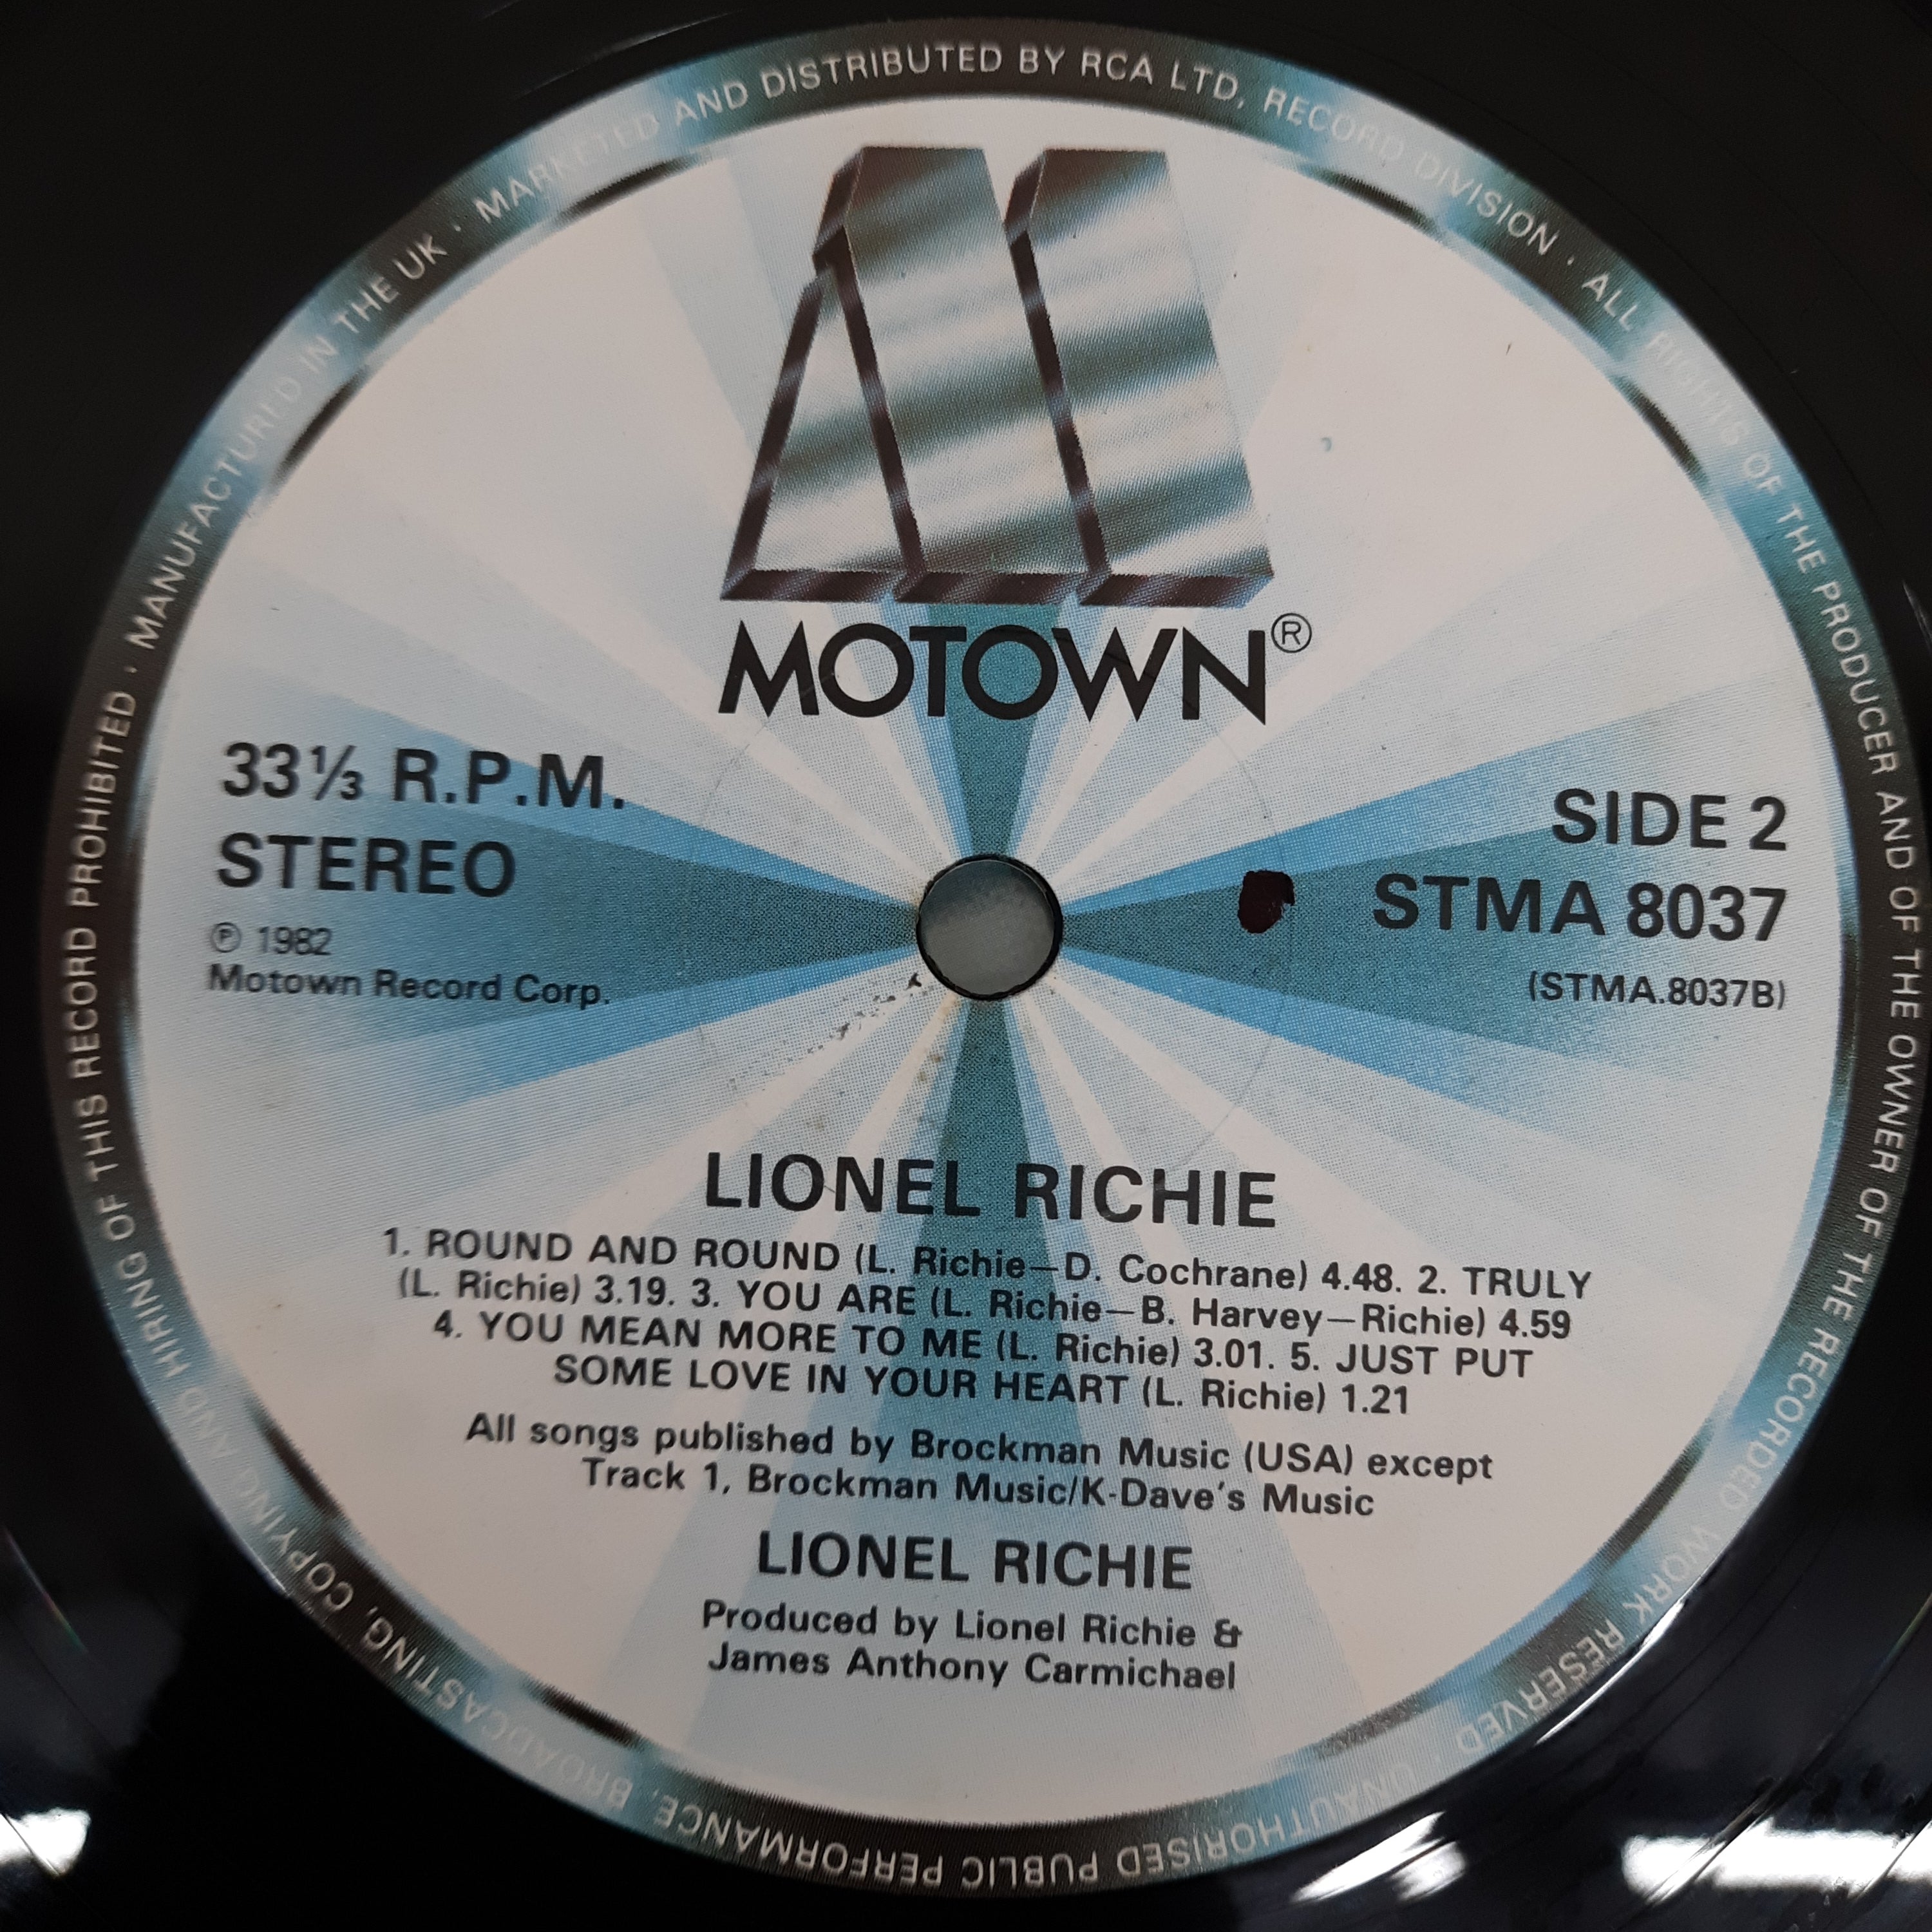 · MANUFACTURED IN THE UK · MARKETED AND DISTRIBUTED BY RCA LTD, RECORD DIVISION · ALL RIGHTS OF THE PRODUCER AND OF THE OWNER OF THE RECORDED WORK RESERVED · UNAUTHORISED PUBLIC PERFORMANCE, BROADCASTING, COPYING AND HIRING OF THIS RECORD PROHIBITED
MOTOWN®
33⅓ R.P.M.
STEREO
℗ 1982
Motown Record Corp.
SIDE 2
STMA 8037
(STMA.8037B)
LIONEL RICHIE
1. ROUND AND ROUND (L. Richie—D. Cochrane) 4.48. 2. TRULY
(L. Richie) 3.19. 3. YOU ARE (L. Richie—B. Harvey—Richie) 4.59
4. YOU MEAN MORE TO ME (L. Richie) 3.01. 5. JUST PUT
SOME LOVE IN YOUR HEART (L. Richie) 1.21
All songs published by Brockman Music (USA) except
Track 1, Brockman Music/K-Dave's Music
LIONEL RICHIE
Produced by Lionel Richie &
James Anthony Carmichael